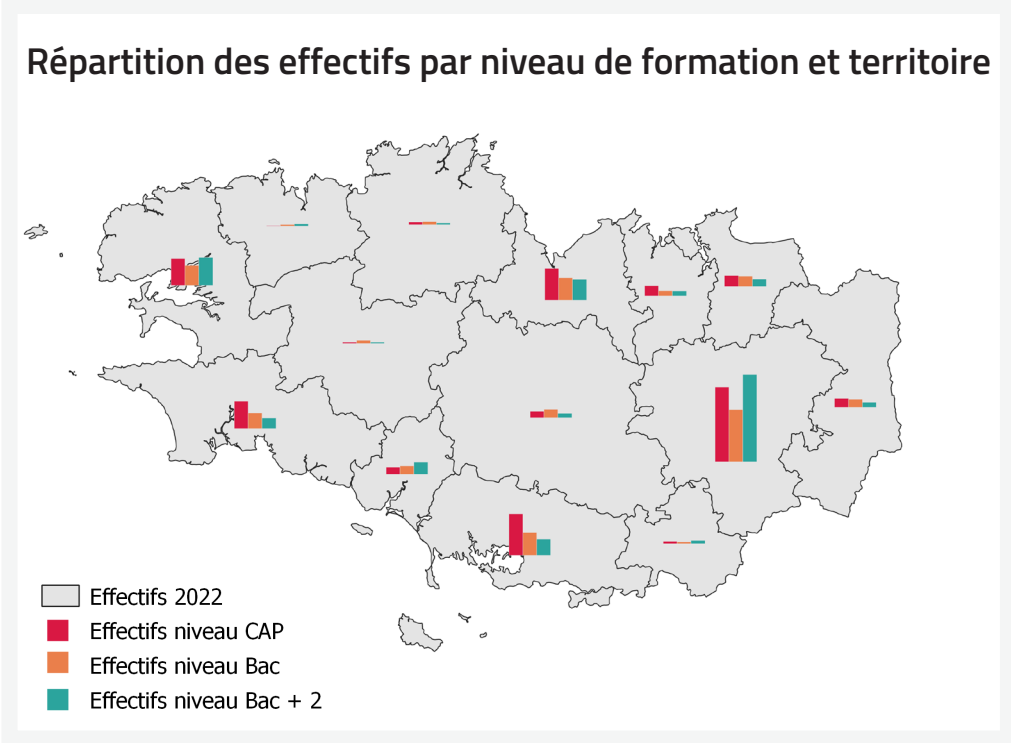 Répartition des effectifs par niveau de formation et territoire
Effectifs 2022
Effectifs niveau CAP
Effectifs niveau Bac
Effectifs niveau Bac + 2